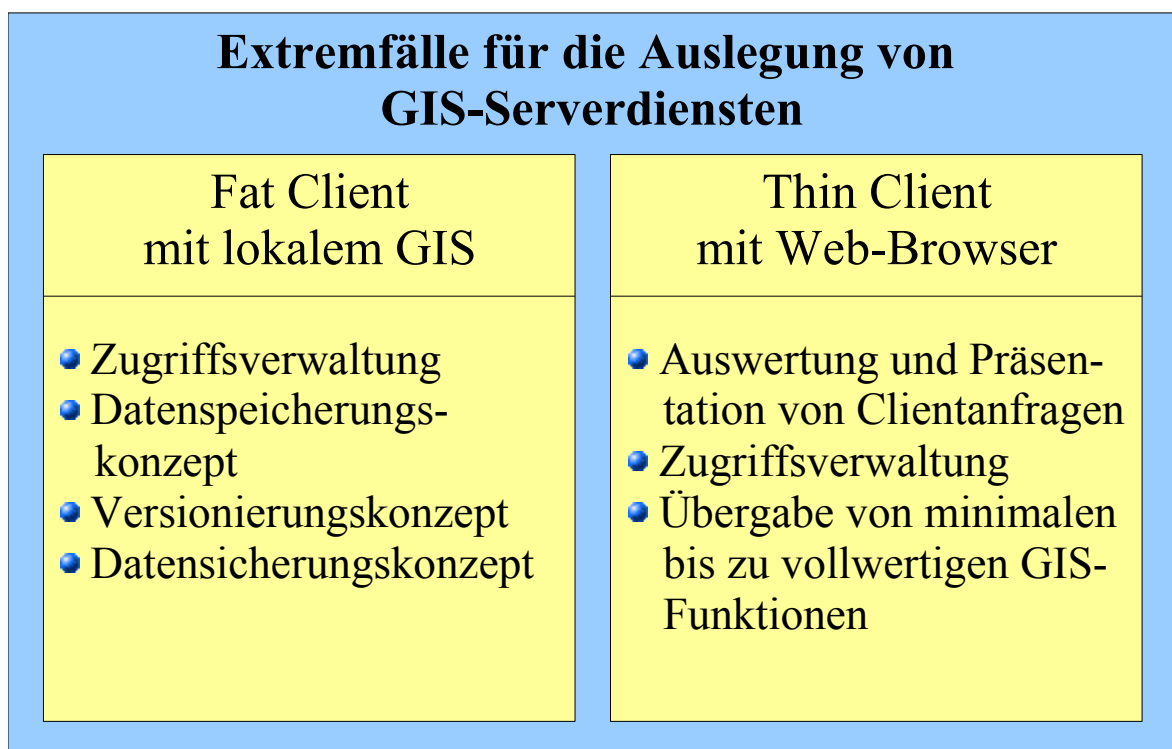 Extremfälle für die Auslegung von
GIS-Serverdiensten
Fat Client
mit lokalem GIS
Zugriffsverwaltung
Datenspeicherungs-
konzept
Versionierungskonzept
Datensicherungskonzept
Thin Client
mit Web-Browser
Auswertung und Präsen-
tation von Clientanfragen
Zugriffsverwaltung
Übergabe von minimalen
bis zu vollwertigen GIS-
Funktionen